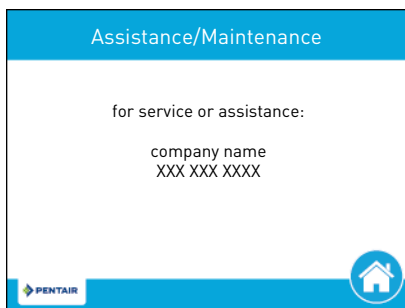 Assistance/Maintenance
for service or assistance:
company name
XXX XXX XXXX
PENTAIR